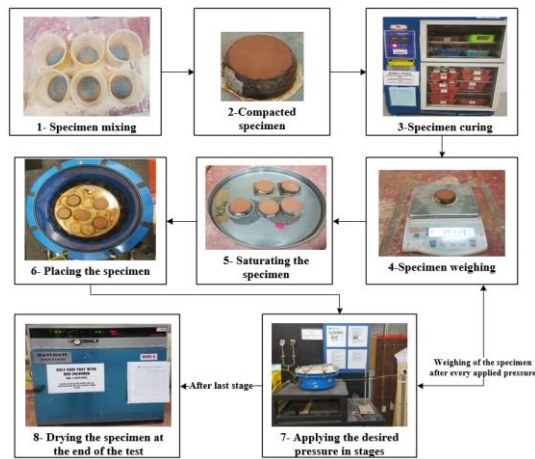 1- Specimen mixing
2-Compacted
specimen
3-Specimen curing
6- Placing the specimen
5- Saturating the
specimen
4-Specimen weighing
Weighing of the specimen
after every applied pressure
After last stage
8- Drying the specimen at
the end of the test
7- Applying the desired
pressure in stages